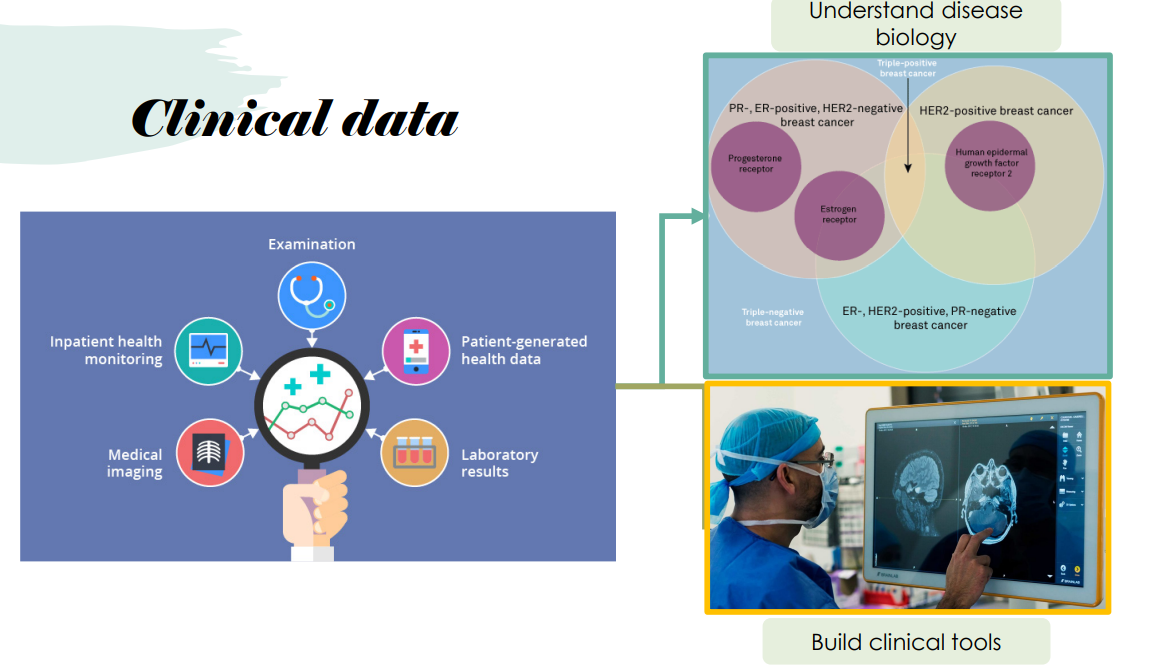 Understand disease
biology
Clinical data
Triple-positive
breast cancer
PR-, ER-positive, HER2-negative
breast cancer
HER2-positive breast cancer
Progesterone
receptor
Human epidermal
growth factor
receptor 2
Estrogen
receptor
Triple-negative
breast cancer
ER-, HER2-positive, PR-negative
breast cancer
Examination
Inpatient health
monitoring
Patient-generated
health data
Medical
imaging
Laboratory
results
BRAINLAB
BRAINLAB
Build clinical tools